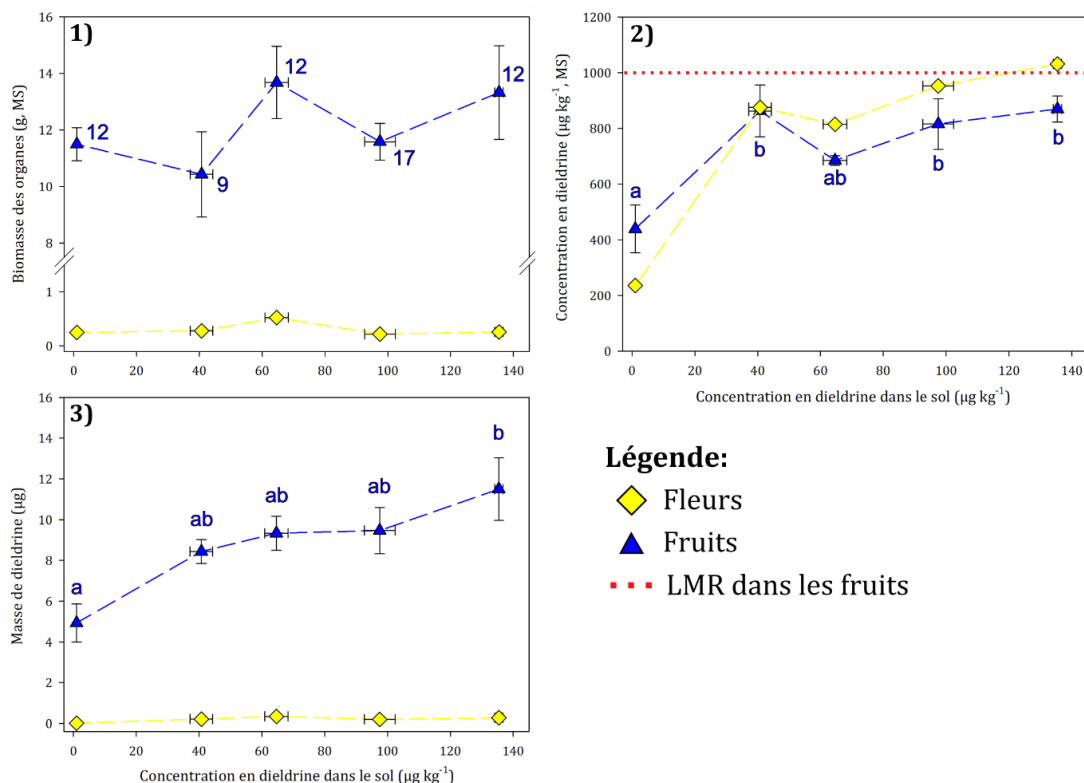 1)
Biomasse des organes (g, MS)
16
14
12
10
8
1
0
12
9
12
17
12
0 20 40 60 80 100 120 140
2)
Concentration en dieldrine (µg kg⁻¹, MS)
1200
1000
800
600
400
200
0
a
b
ab
b
b
0 20 40 60 80 100 120 140
Concentration en dieldrine dans le sol (µg kg⁻¹)
3)
Masse de dieldrine (µg)
16
14
12
10
8
6
4
2
0
a
ab
ab
ab
b
0 20 40 60 80 100 120 140
Concentration en dieldrine dans le sol (µg kg⁻¹)
Légende:
Fleurs
Fruits
LMR dans les fruits